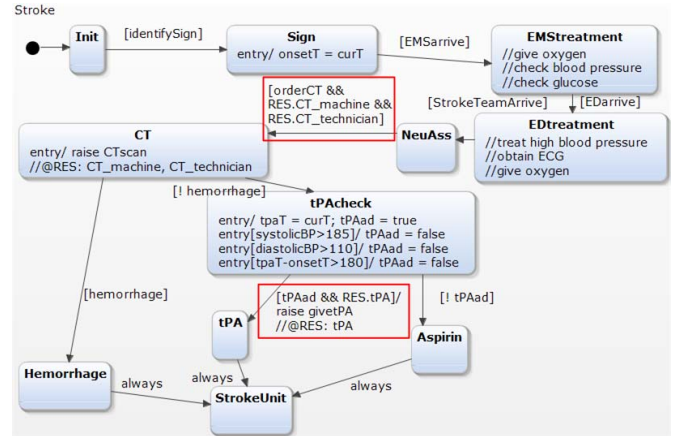 Stroke
Init
[identifySign]
Sign
entry/ onsetT = curT
[EMSarrive]
EMStreatment
//give oxygen
//check blood pressure
//check glucose
[orderCT &&
RES.CT_machine &&
RES.CT_technician]
[StrokeTeamArrive]
[EDarrive]
CT
entry/ raise CTscan
//@RES: CT_machine, CT_technician
NeuAss
EDtreatment
//treat high blood pressure
//obtain ECG
//give oxygen
[! hemorrhage]
tPAcheck
entry/ tpaT = curT; tPAad = true
entry[systolicBP>185]/ tPAad = false
entry[diastolicBP>110]/ tPAad = false
entry[tpaT-onsetT>180]/ tPAad = false
[hemorrhage]
[tPAad && RES.tPA]/
raise givetPA
//@RES: tPA
[! tPAad]
tPA
Aspirin
Hemorrhage
always
always
always
StrokeUnit